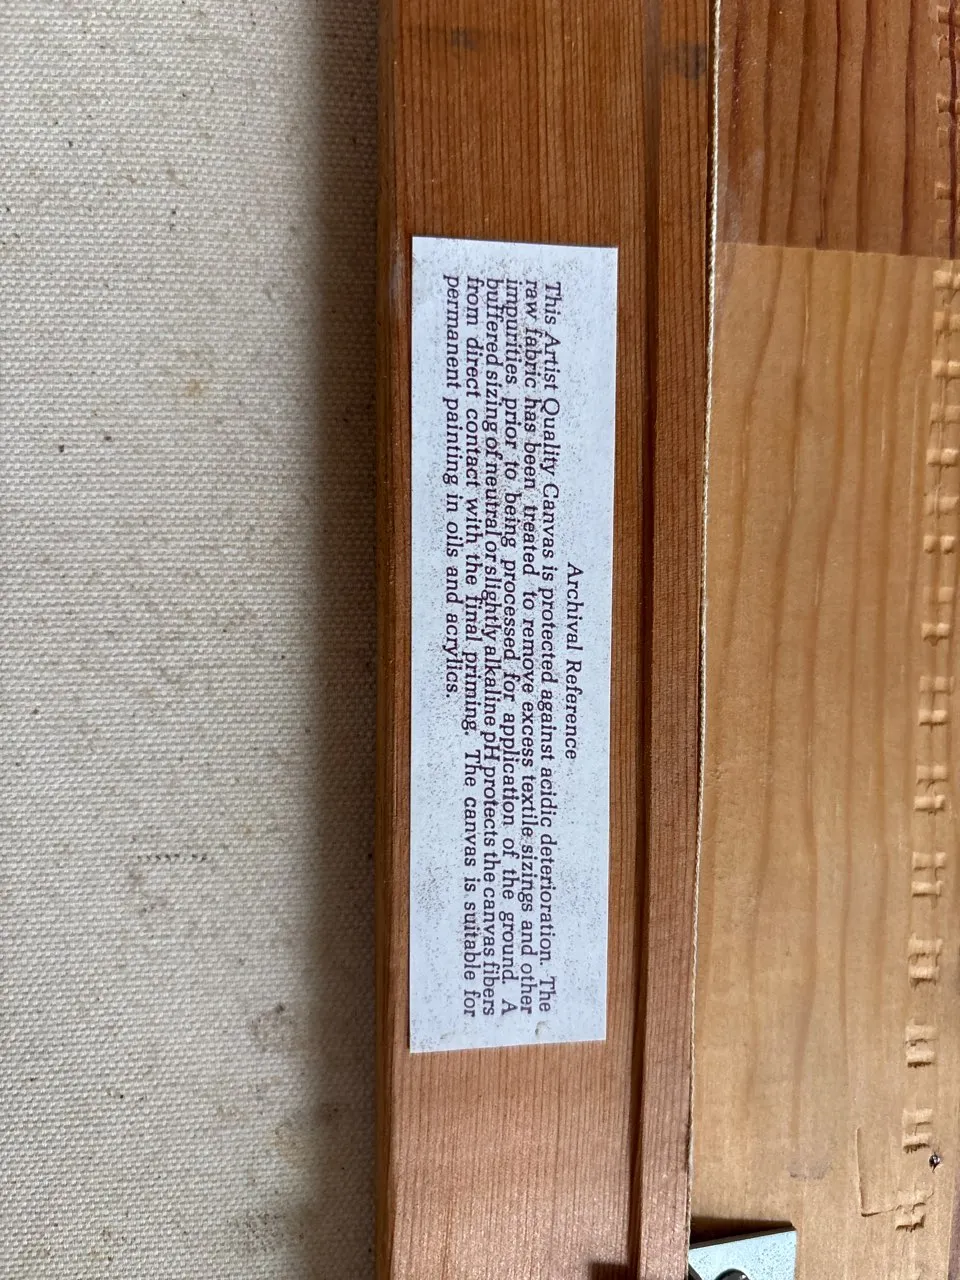 Archival Reference
This Artist Quality Canvas is protected against acidic deterioration. The
raw fabric has been treated to remove excess textile sizings and other
impurities prior to being processed for application of the ground. A
buffered sizing of neutral or slightly alkaline pH protects the canvas fibers
from direct contact with the final priming. The canvas is suitable for
permanent painting in oils and acrylics.